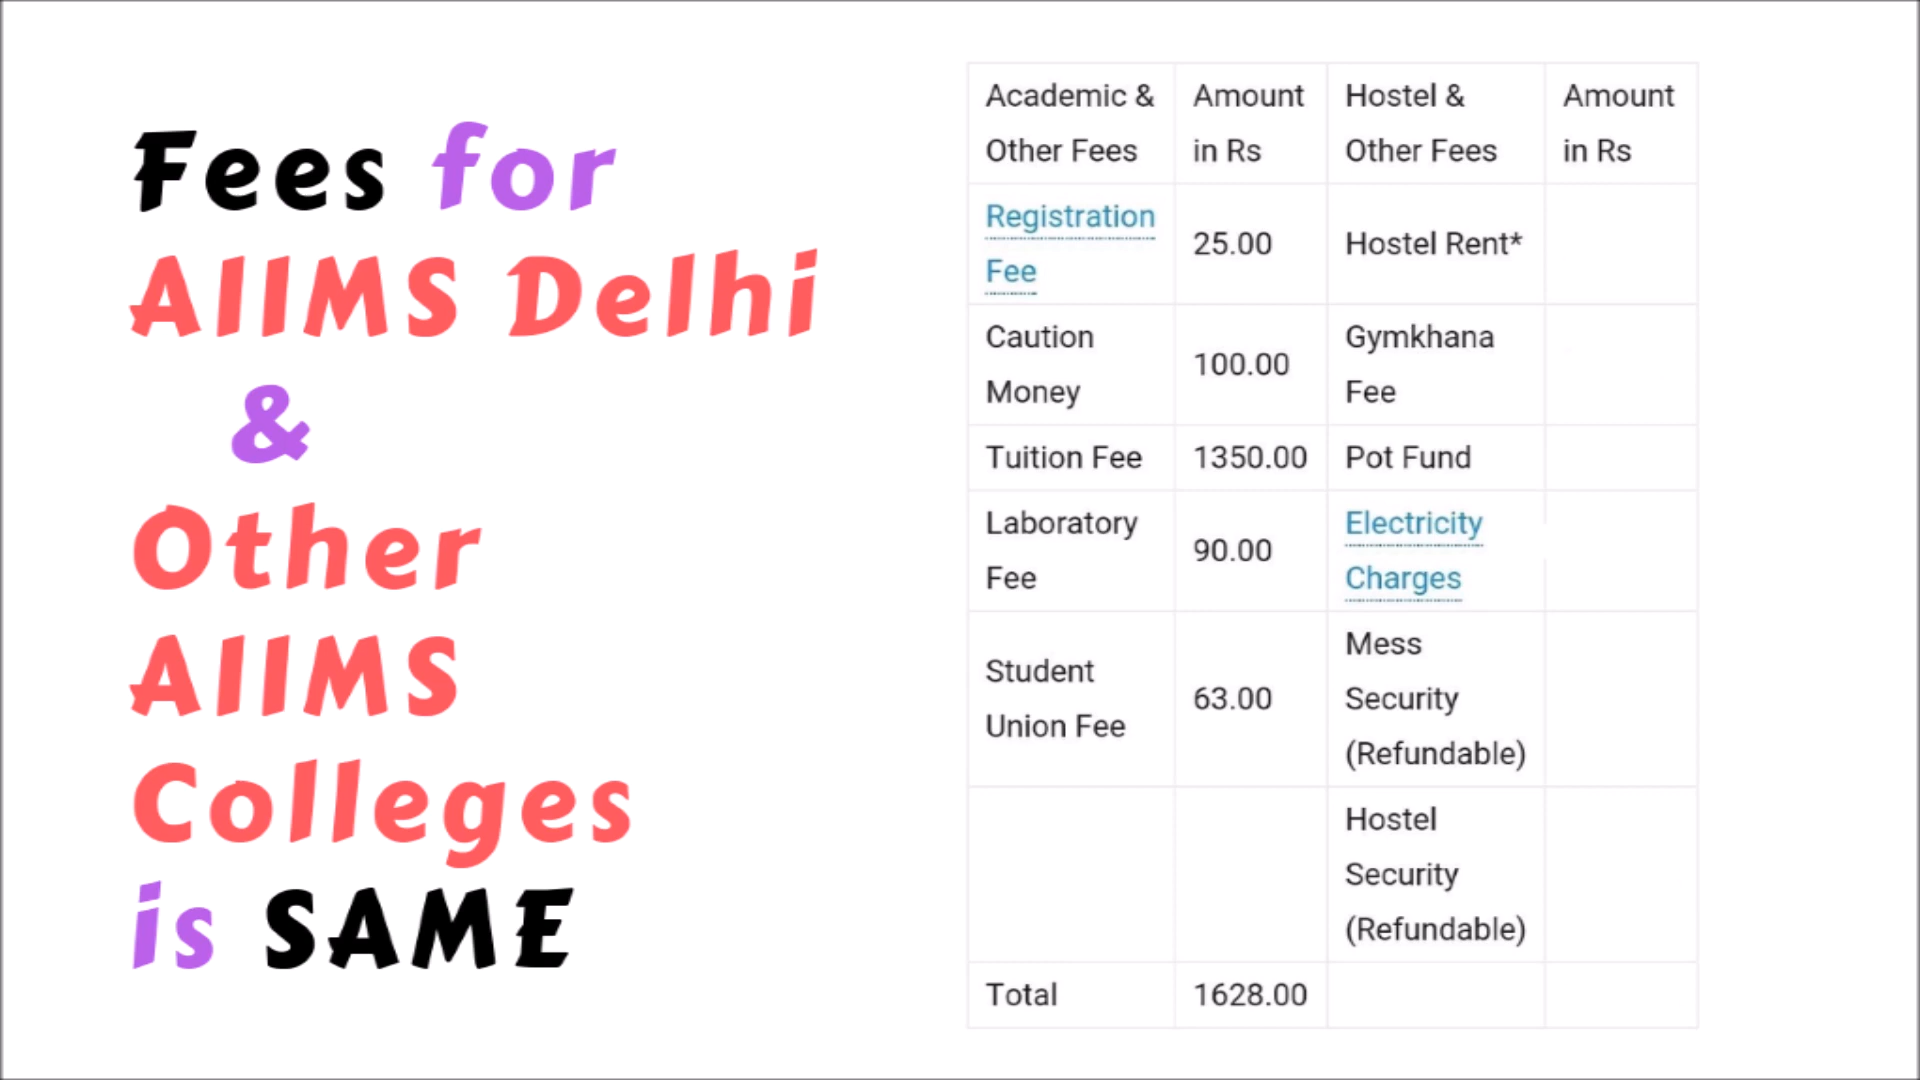 Fees for
AIIMS Delhi
&
Other
AIIMS
Colleges
is SAME
Academic & Other Fees Amount in Rs Hostel & Other Fees Amount in Rs
Registration Fee 25.00 Hostel Rent*
Caution Money 100.00 Gymkhana Fee
Tuition Fee 1350.00 Pot Fund
Laboratory Fee 90.00 Electricity Charges
Student Union Fee 63.00 Mess Security (Refundable)
Hostel Security (Refundable)
Total 1628.00